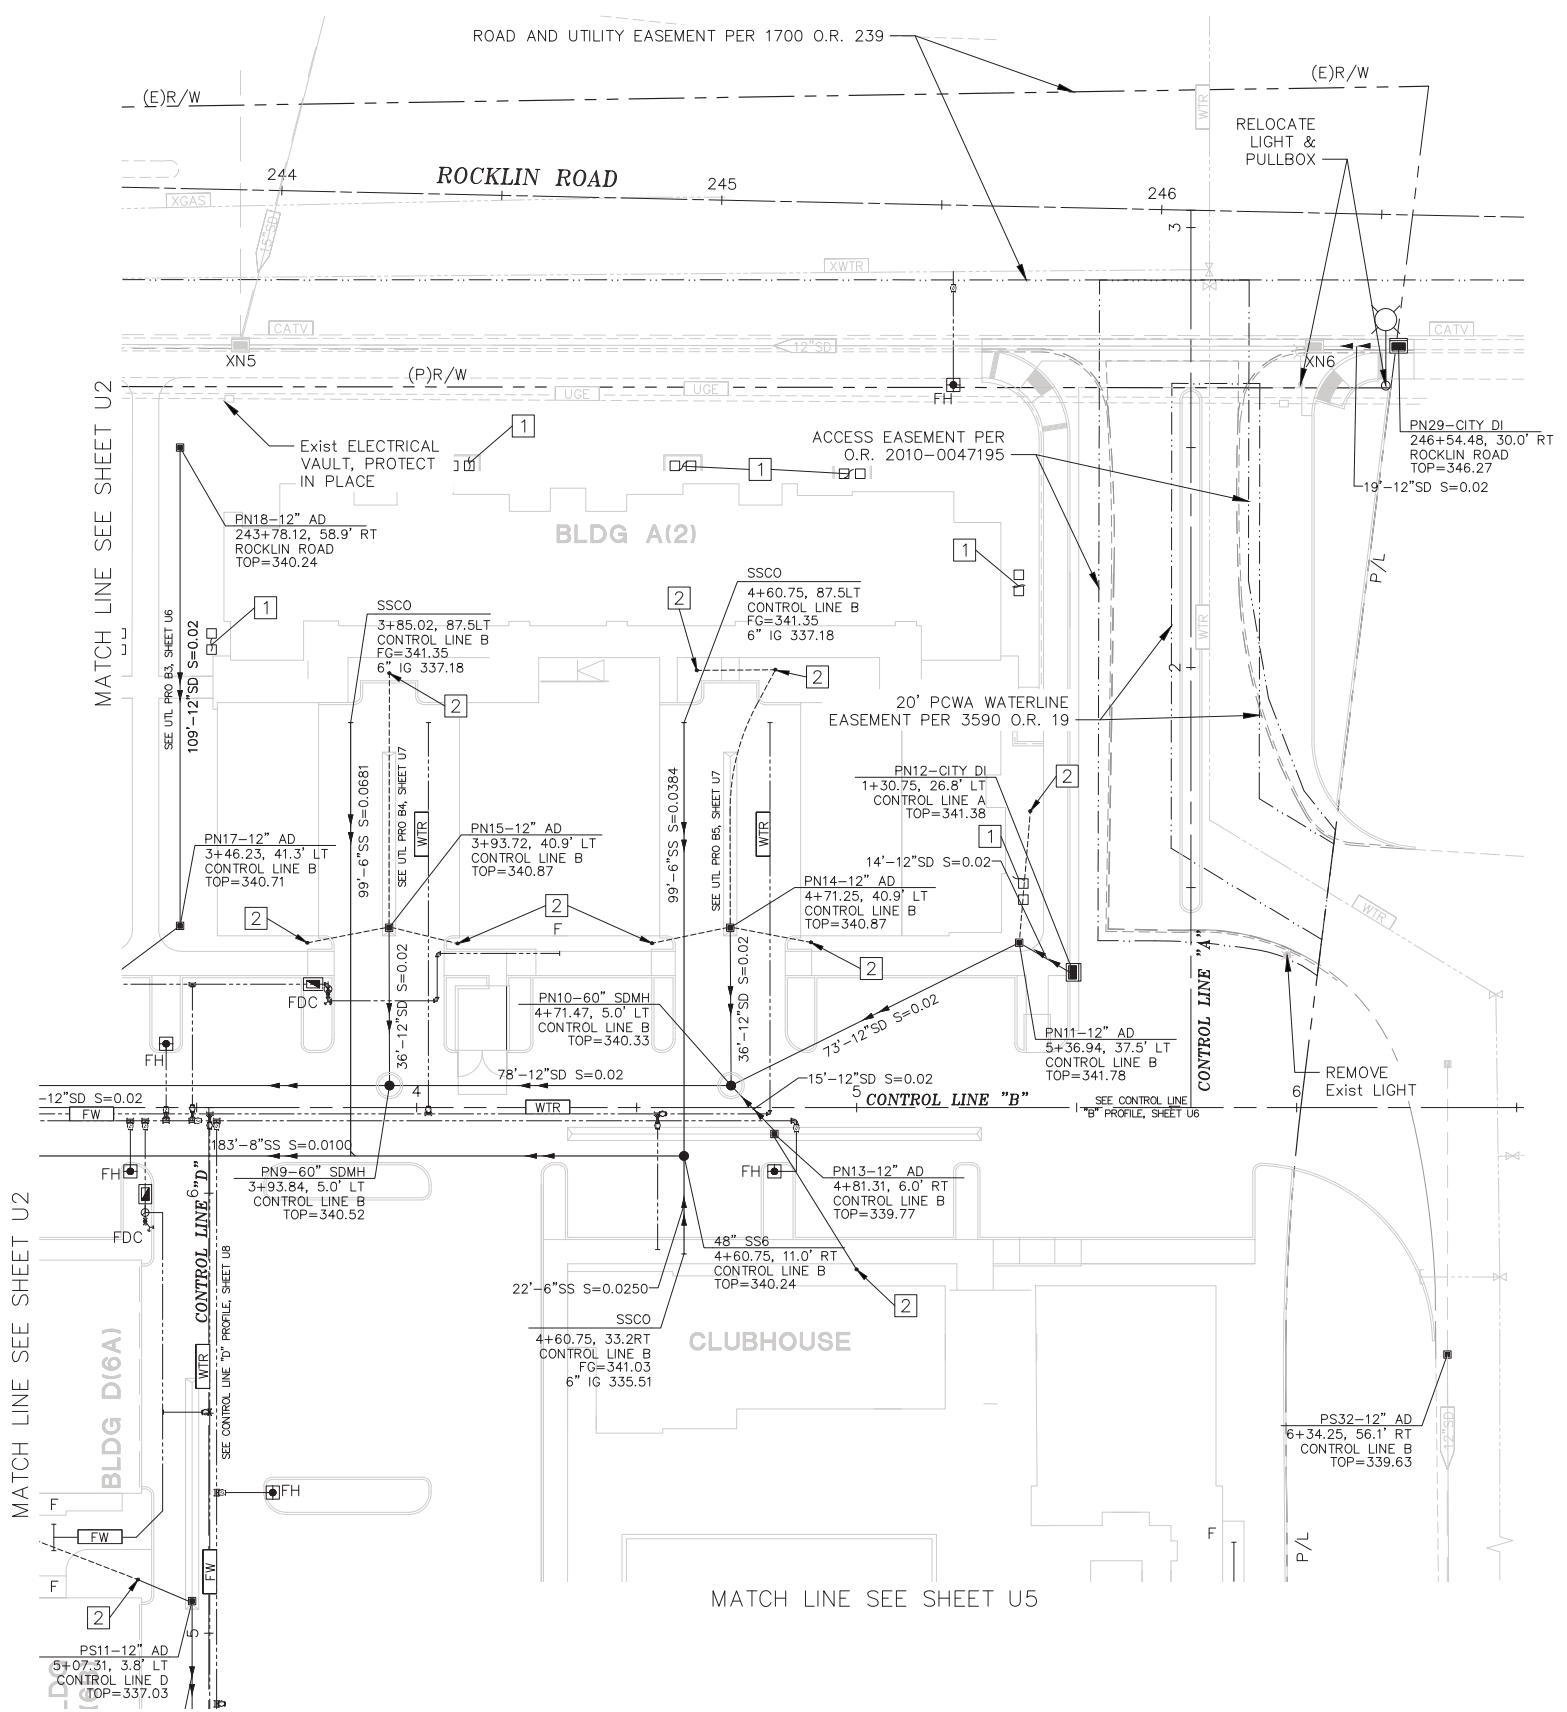 ROAD AND UTILITY EASEMENT PER 1700 O.R. 239
(E)R/W
(E)R/W
WTR
RELOCATE
LIGHT &
PULLBOX
244
ROCKLIN ROAD
245
246
XGAS
15"SD
3
XWTR
CATV
12"SD
CATV
XN5
XN6
(P)R/W
UGE
UGE
FH
MATCH LINE SEE SHEET U2
1
Exist ELECTRICAL
VAULT, PROTECT
IN PLACE
1
ACCESS EASEMENT PER
O.R. 2010-0047195
PN29-CITY DI
246+54.48, 30.0' RT
ROCKLIN ROAD
TOP=346.27
19'-12"SD S=0.02
PN18-12" AD
243+78.12, 58.9' RT
ROCKLIN ROAD
TOP=340.24
BLDG A(2)
1
P/L
1
SEE UTL PRO B3, SHEET U6
109'-12"SD S=0.02
SSCO
3+85.02, 87.5LT
CONTROL LINE B
FG=341.35
6" IG 337.18
2
SSCO
4+60.75, 87.5LT
CONTROL LINE B
FG=341.35
6" IG 337.18
WTR
2
2
2
20' PCWA WATERLINE
EASEMENT PER 3590 O.R. 19
99'-6"SS S=0.0681
SEE UTL PRO B4, SHEET U7
WTR
99'-6"SS S=0.0384
SEE UTL PRO B5, SHEET U7
WTR
PN12-CITY DI
1+30.75, 26.8' LT
CONTROL LINE A
TOP=341.38
2
1
14'-12"SD S=0.02
PN17-12" AD
3+46.23, 41.3' LT
CONTROL LINE B
TOP=340.71
PN15-12" AD
3+93.72, 40.9' LT
CONTROL LINE B
TOP=340.87
PN14-12" AD
4+71.25, 40.9' LT
CONTROL LINE B
TOP=340.87
WTR
2
2
F
2
FDC
36'-12"SD S=0.02
PN10-60" SDMH
4+71.47, 5.0' LT
CONTROL LINE B
TOP=340.33
36'-12"SD S=0.02
73'-12"SD S=0.02
PN11-12" AD
5+36.94, 37.5' LT
CONTROL LINE B
TOP=341.78
CONTROL LINE "A"
REMOVE
Exist LIGHT
FH
78'-12"SD S=0.02
15'-12"SD S=0.02
-12"SD S=0.02
FW
4
WTR
5
CONTROL LINE "B"
SEE CONTROL LINE
"B" PROFILE, SHEET U6
6
183'-8"SS S=0.0100
FH
PN9-60" SDMH
3+93.84, 5.0' LT
CONTROL LINE B
TOP=340.52
FH
PN13-12" AD
4+81.31, 6.0' RT
CONTROL LINE B
TOP=339.77
6
CONTROL LINE "D"
FDC
48" SS6
4+60.75, 11.0' RT
CONTROL LINE B
TOP=340.24
22'-6"SS S=0.0250
2
SSCO
4+60.75, 33.2RT
CONTROL LINE B
FG=341.03
6" IG 335.51
CLUBHOUSE
MATCH LINE SEE SHEET U2
BLDG D(6A)
WTR
SEE CONTROL LINE "D" PROFILE, SHEET U8
PS32-12" AD
6+34.25, 56.1' RT
CONTROL LINE B
TOP=339.63
12"SD
FH
F
FW
FW
F
F
P/L
2
MATCH LINE SEE SHEET U5
5
PS11-12" AD
5+07.31, 3.8' LT
CONTROL LINE D
TOP=337.03